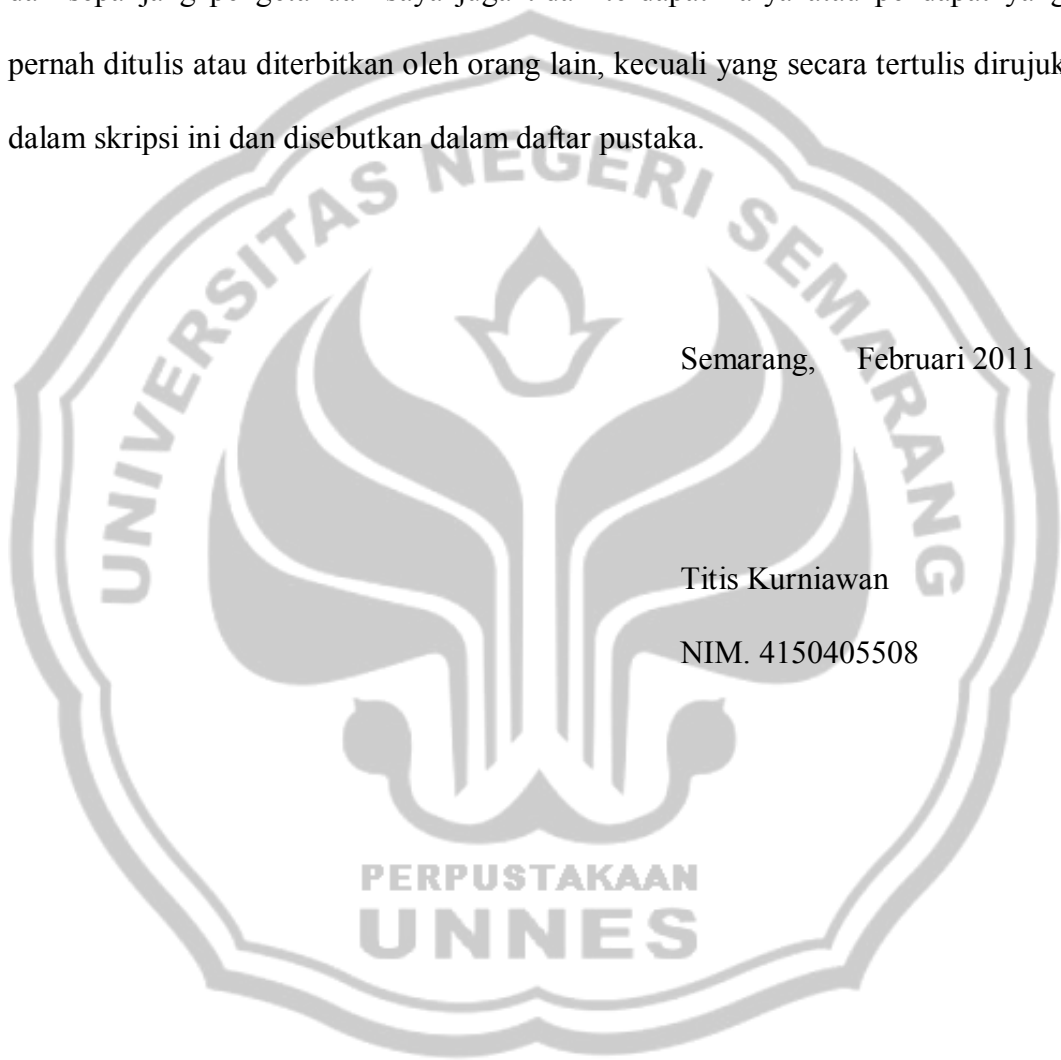 pernah ditulis atau diterbitkan oleh orang lain, kecuali yang secara tertulis dirujuk
dalam skripsi ini dan disebutkan dalam daftar pustaka.
UNIVERSITAS NEGERI SEMARANG
Semarang, Februari 2011
Titis Kurniawan
NIM. 4150405508
PERPUSTAKAAN
UNNES